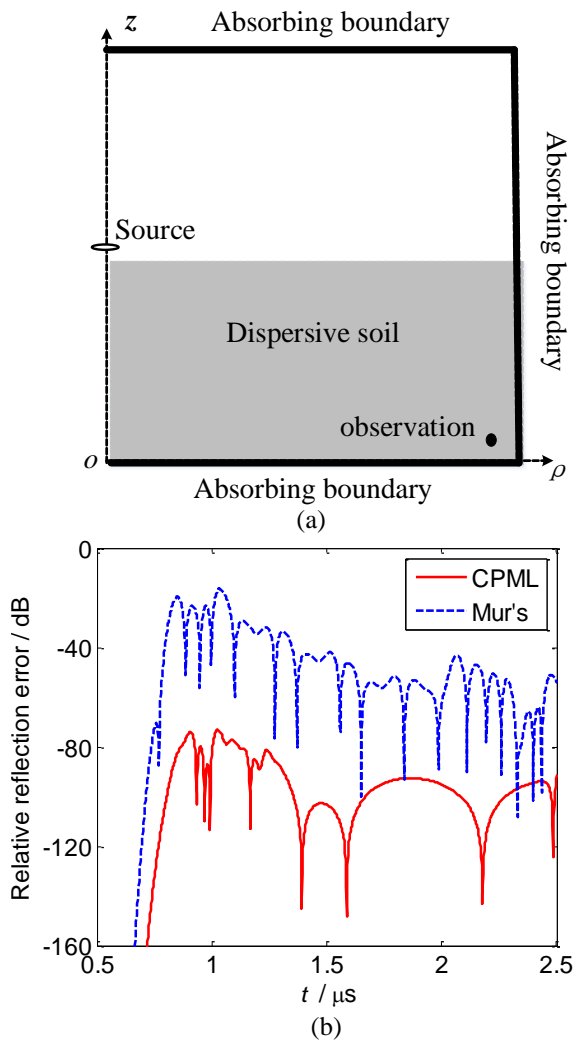 z
Absorbing boundary
Absorbing boundary
Source
Dispersive soil
observation
o
ρ
Absorbing boundary
(a)
0
-40
-80
-120
-160
Relative reflection error / dB
CPML
Mur's
0.5
1
1.5
2
2.5
t / μs
(b)